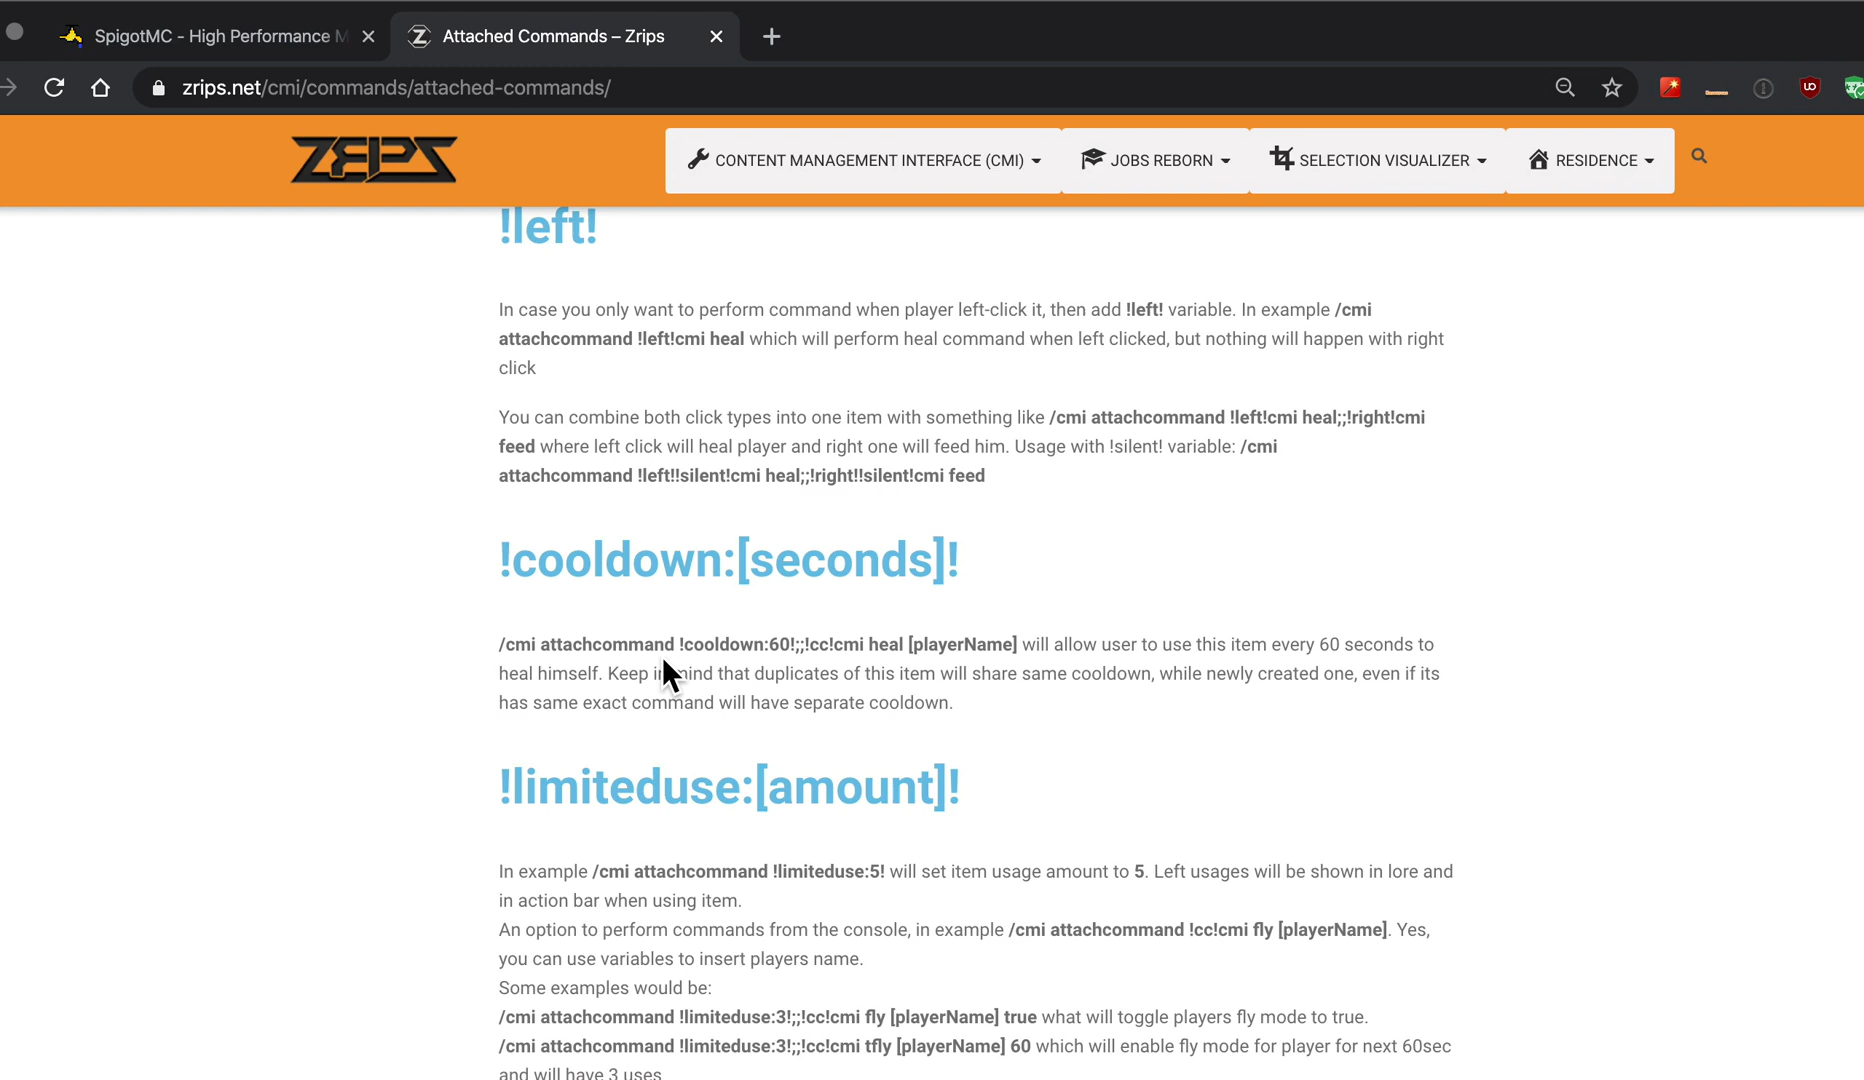 SpigotMC - High Performance M
Attached Commands – Zrips
zrips.net/cmi/commands/attached-commands/
ZRIPS
CONTENT MANAGEMENT INTERFACE (CMI)
JOBS REBORN
SELECTION VISUALIZER
RESIDENCE
!left!
In case you only want to perform command when player left-click it, then add !left! variable. In example /cmi
attachcommand !left!cmi heal which will perform heal command when left clicked, but nothing will happen with right
click
You can combine both click types into one item with something like /cmi attachcommand !left!cmi heal;;!right!cmi
feed where left click will heal player and right one will feed him. Usage with !silent! variable: /cmi
attachcommand !left!!silent!cmi heal;;!right!!silent!cmi feed
!cooldown:[seconds]!
/cmi attachcommand !cooldown:60!;;!cc!cmi heal [playerName] will allow user to use this item every 60 seconds to
heal himself. Keep in mind that duplicates of this item will share same cooldown, while newly created one, even if its
has same exact command will have separate cooldown.
!limiteduse:[amount]!
In example /cmi attachcommand !limiteduse:5! will set item usage amount to 5. Left usages will be shown in lore and
in action bar when using item.
An option to perform commands from the console, in example /cmi attachcommand !cc!cmi fly [playerName]. Yes,
you can use variables to insert players name.
Some examples would be:
/cmi attachcommand !limiteduse:3!;;!cc!cmi fly [playerName] true what will toggle players fly mode to true.
/cmi attachcommand !limiteduse:3!;;!cc!cmi tfly [playerName] 60 which will enable fly mode for player for next 60sec
and will have 3 uses